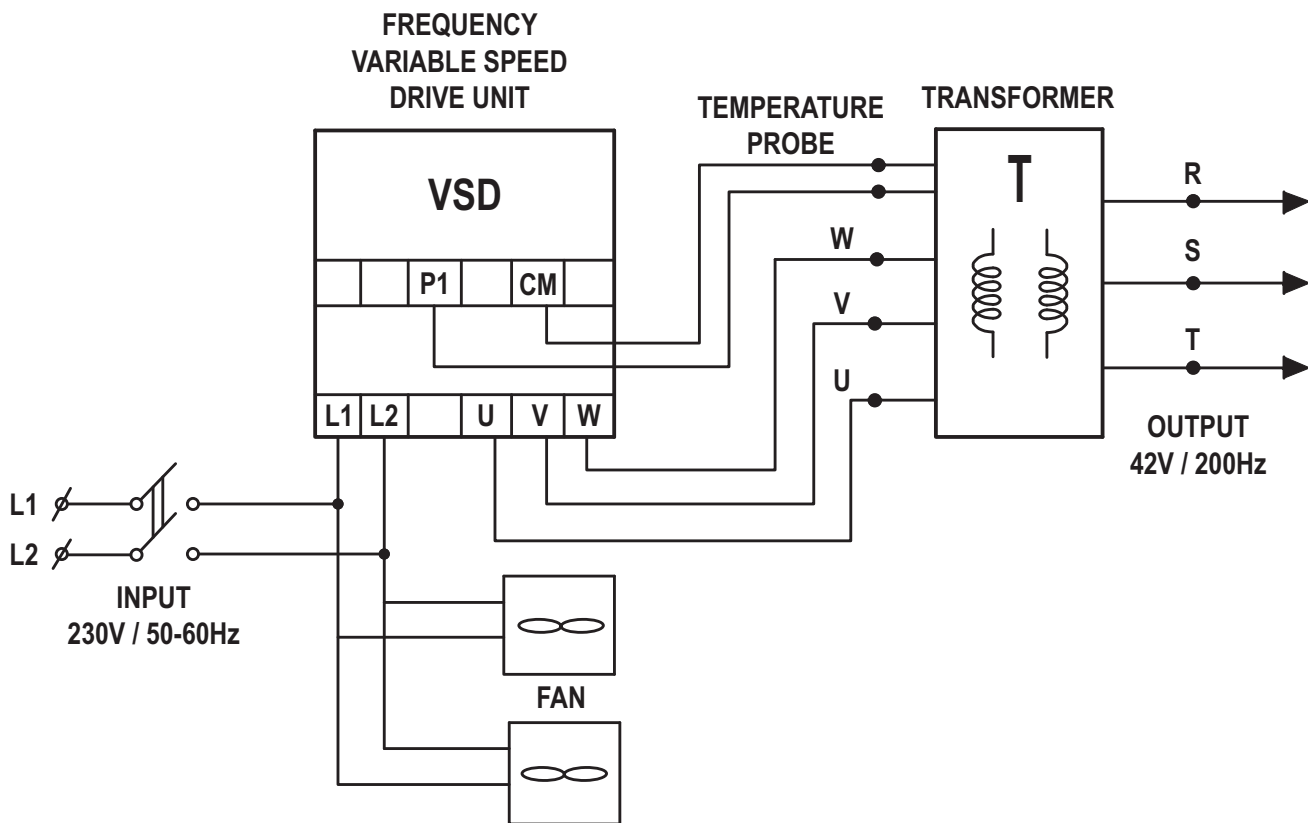 FREQUENCY
VARIABLE SPEED
DRIVE UNIT
TEMPERATURE
PROBE
TRANSFORMER
VSD
T
P1
CM
W
V
U
R
S
T
L1
L2
U
V
W
OUTPUT
42V / 200Hz
L1
L2
INPUT
230V / 50-60Hz
FAN